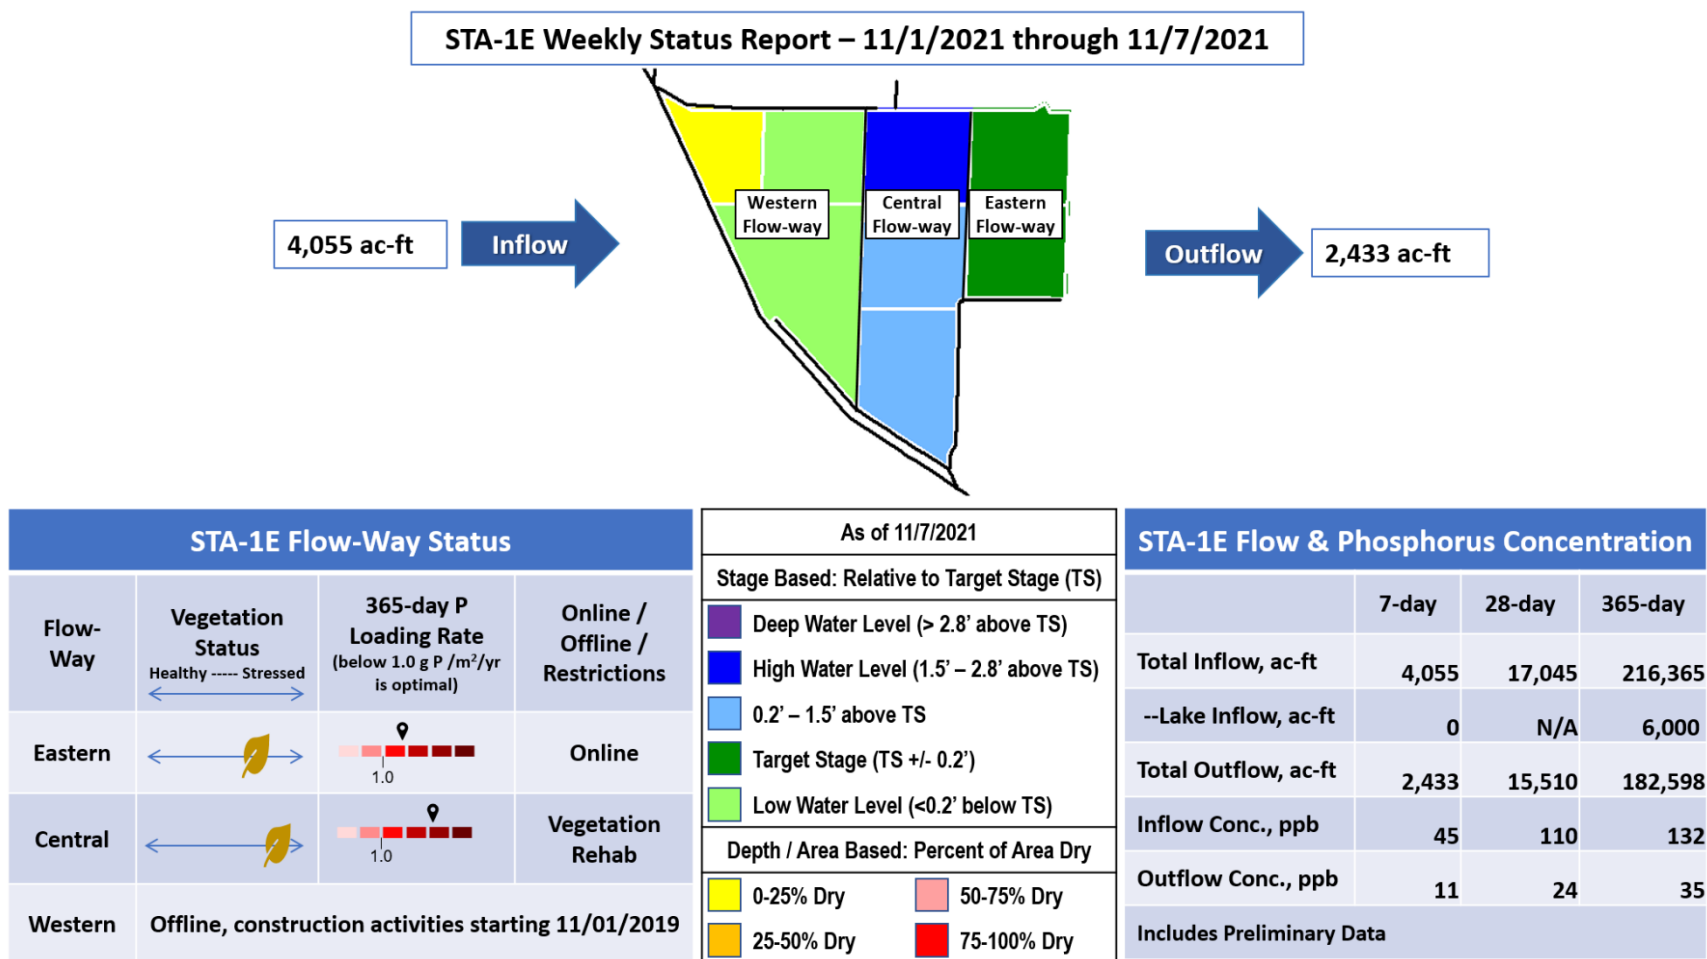 STA-1E Weekly Status Report – 11/1/2021 through 11/7/2021
4,055 ac-ft
Inflow
Western
Flow-way
Central
Flow-way
Eastern
Flow-way
Outflow
2,433 ac-ft
STA-1E Flow-Way Status
Flow-
Way
Vegetation
Status
Healthy ----- Stressed
365-day P
Loading Rate
(below 1.0 g P /m²/yr
is optimal)
Online /
Offline /
Restrictions
Eastern
1.0
Online
Central
1.0
Vegetation
Rehab
Western
Offline, construction activities starting 11/01/2019
As of 11/7/2021
Stage Based: Relative to Target Stage (TS)
Deep Water Level (> 2.8' above TS)
High Water Level (1.5' – 2.8' above TS)
0.2' – 1.5' above TS
Target Stage (TS +/- 0.2')
Low Water Level (<0.2' below TS)
Depth / Area Based: Percent of Area Dry
0-25% Dry
50-75% Dry
25-50% Dry
75-100% Dry
STA-1E Flow & Phosphorus Concentration
7-day 28-day 365-day
Total Inflow, ac-ft 4,055 17,045 216,365
--Lake Inflow, ac-ft 0 N/A 6,000
Total Outflow, ac-ft 2,433 15,510 182,598
Inflow Conc., ppb 45 110 132
Outflow Conc., ppb 11 24 35
Includes Preliminary Data